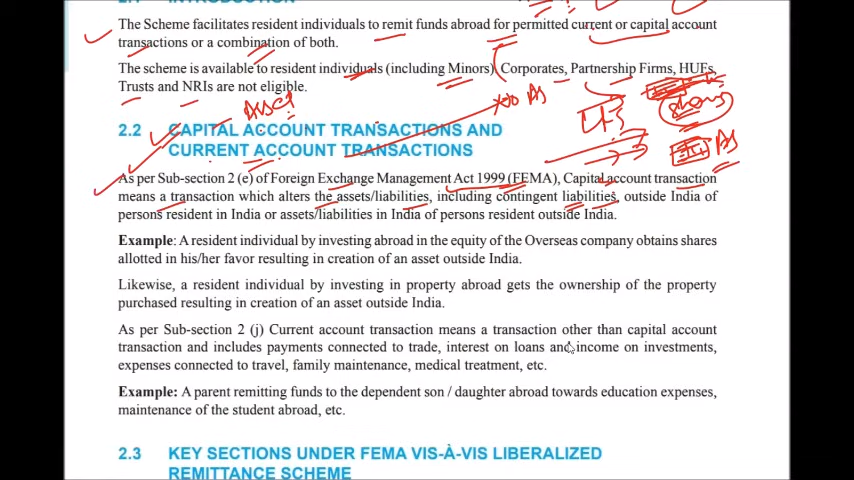 2.1 INTRODUCTION
The Scheme facilitates resident individuals to remit funds abroad for permitted current or capital account
transactions or a combination of both.
The scheme is available to resident individuals (including Minors). Corporates, Partnership Firms, HUFs,
Trusts and NRIs are not eligible.
2.2 CAPITAL ACCOUNT TRANSACTIONS AND
CURRENT ACCOUNT TRANSACTIONS
As per Sub-section 2 (e) of Foreign Exchange Management Act 1999 (FEMA), Capital account transaction
means a transaction which alters the assets/liabilities, including contingent liabilities, outside India of
persons resident in India or assets/liabilities in India of persons resident outside India.
Example: A resident individual by investing abroad in the equity of the Overseas company obtains shares
allotted in his/her favor resulting in creation of an asset outside India.
Likewise, a resident individual by investing in property abroad gets the ownership of the property
purchased resulting in creation of an asset outside India.
As per Sub-section 2 (j) Current account transaction means a transaction other than capital account
transaction and includes payments connected to trade, interest on loans and income on investments,
expenses connected to travel, family maintenance, medical treatment, etc.
Example: A parent remitting funds to the dependent son / daughter abroad towards education expenses,
maintenance of the student abroad, etc.
2.3 KEY SECTIONS UNDER FEMA VIS-À-VIS LIBERALIZED
REMITTANCE SCHEME